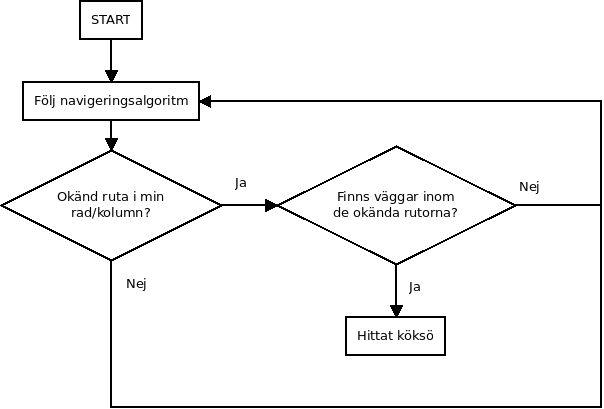 START
Följ navigeringsalgoritm
Okänd ruta i min
rad/kolumn?
Ja
Finns väggar inom
de okända rutorna?
Nej
Nej
Ja
Hittat köksö